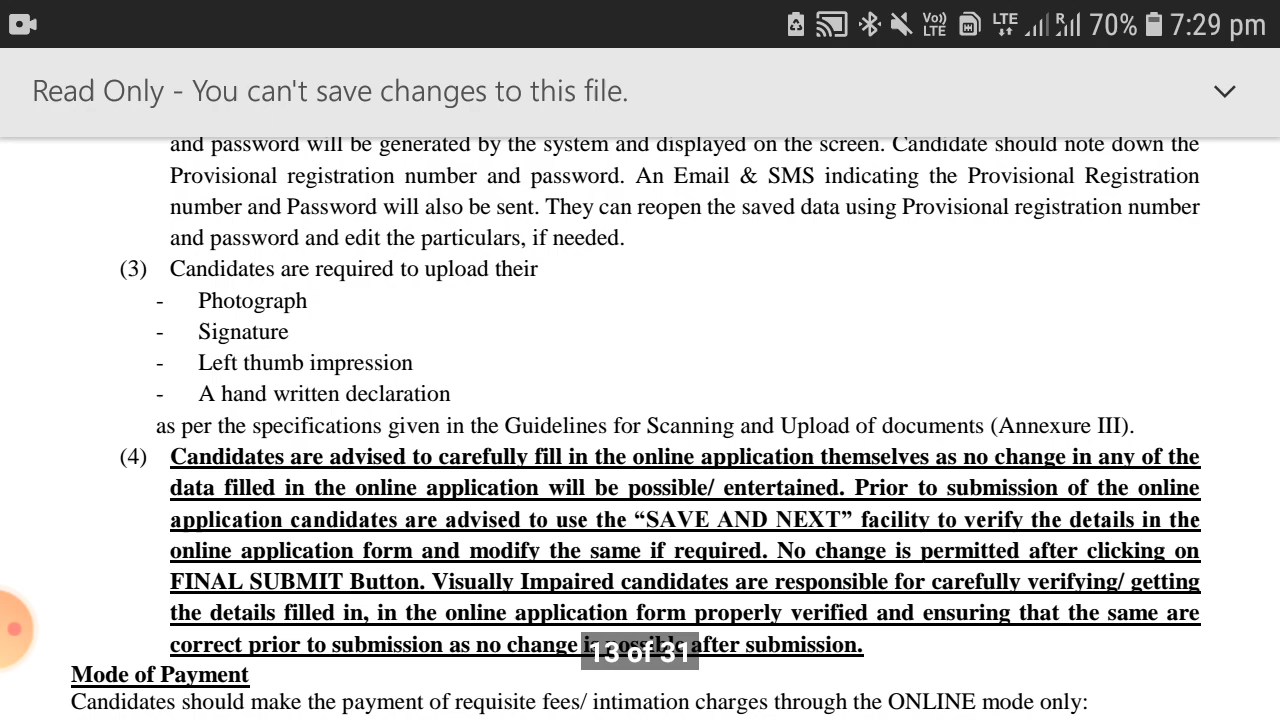 Vo)) LTE LTE R 70% 7:29 pm
Read Only - You can't save changes to this file.
and password will be generated by the system and displayed on the screen. Candidate should note down the
Provisional registration number and password. An Email & SMS indicating the Provisional Registration
number and Password will also be sent. They can reopen the saved data using Provisional registration number
and password and edit the particulars, if needed.
(3) Candidates are required to upload their
- Photograph
- Signature
- Left thumb impression
- A hand written declaration
as per the specifications given in the Guidelines for Scanning and Upload of documents (Annexure III).
(4) Candidates are advised to carefully fill in the online application themselves as no change in any of the
data filled in the online application will be possible/ entertained. Prior to submission of the online
application candidates are advised to use the “SAVE AND NEXT” facility to verify the details in the
online application form and modify the same if required. No change is permitted after clicking on
FINAL SUBMIT Button. Visually Impaired candidates are responsible for carefully verifying/ getting
the details filled in, in the online application form properly verified and ensuring that the same are
correct prior to submission as no change is possible after submission.
13 of 31
Mode of Payment
Candidates should make the payment of requisite fees/ intimation charges through the ONLINE mode only: